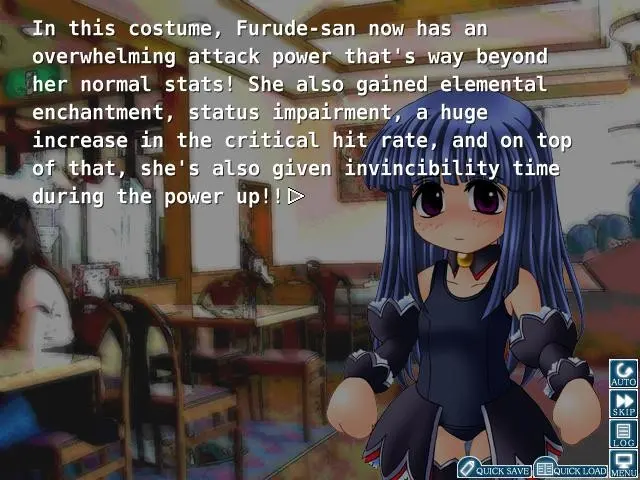 In this costume, Furude-san now has an
overwhelming attack power that's way beyond
her normal stats! She also gained elemental
enchantment, status impairment, a huge
increase in the critical hit rate, and on top
of that, she's also given invincibility time
during the power up!!
AUTO
SKIP
LOG
QUICK SAVE QUICK LOAD MENU